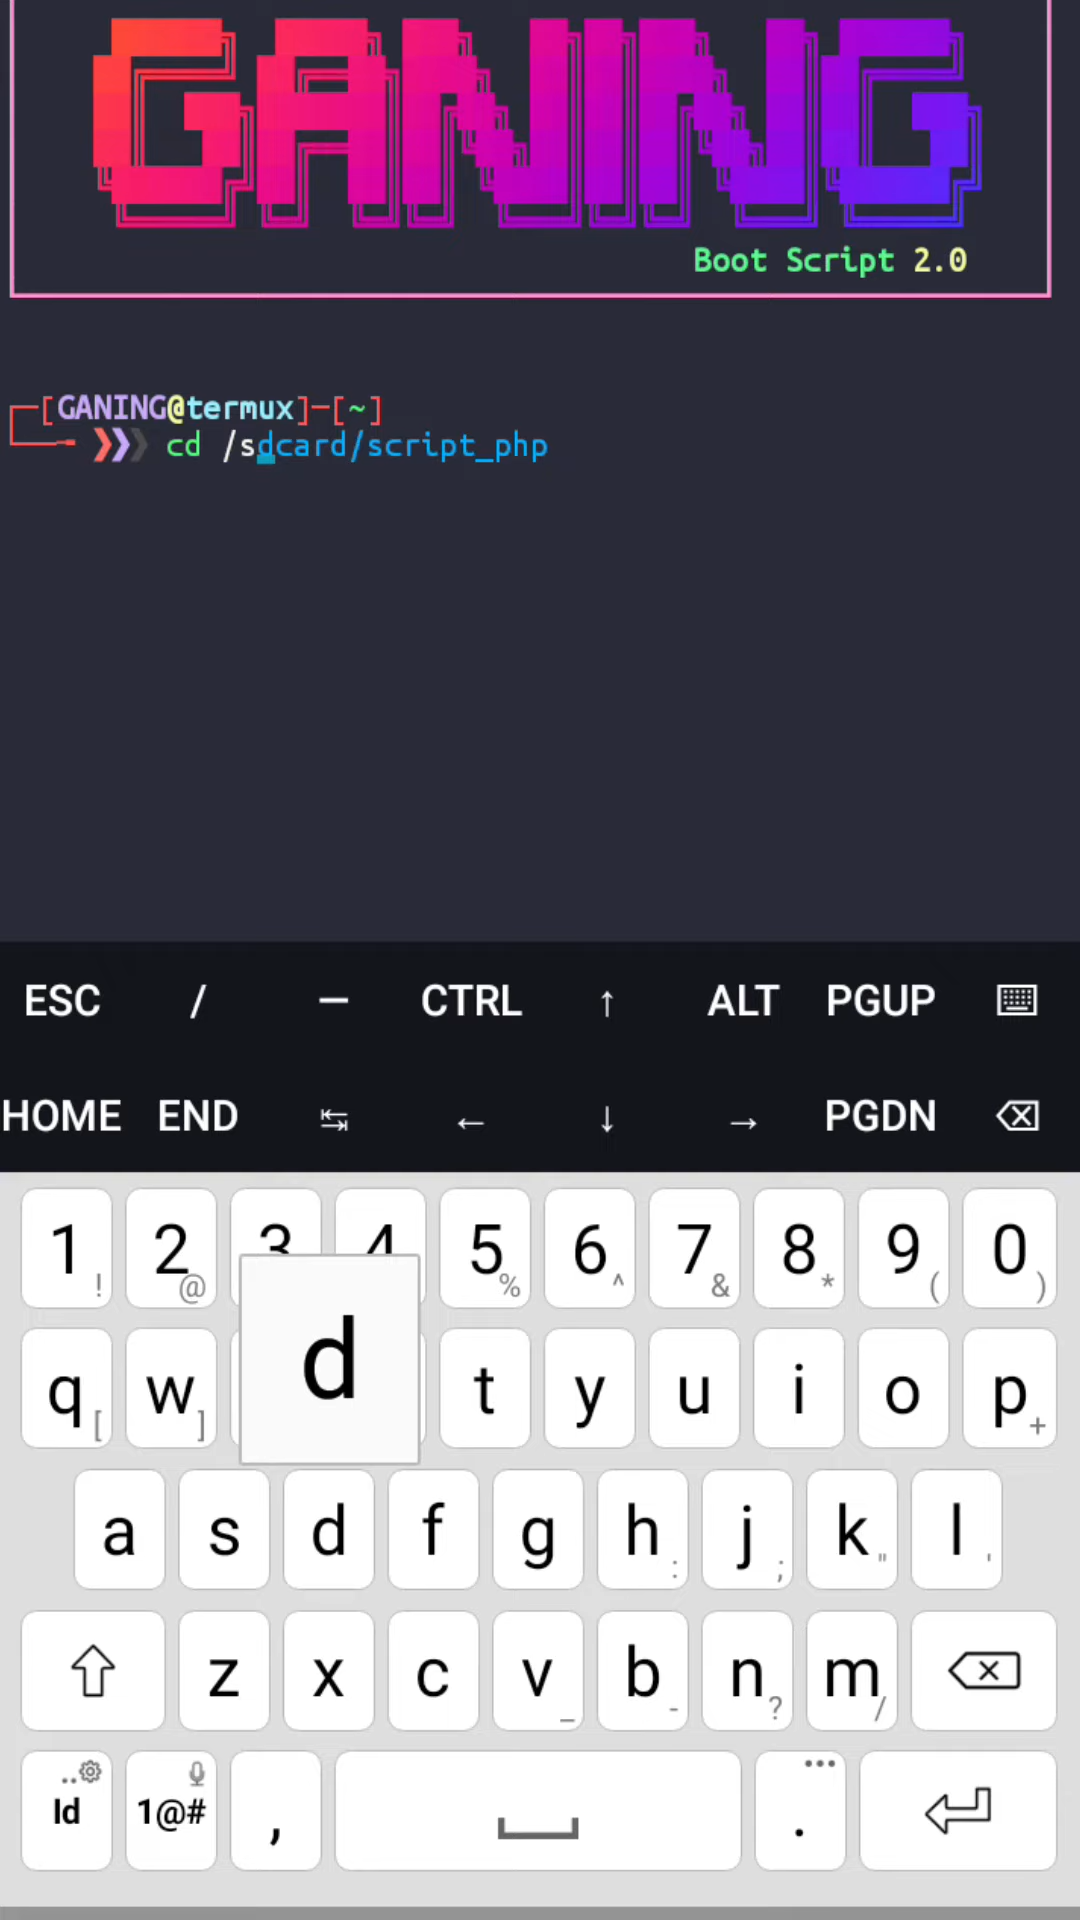 GANING
Boot Script 2.0
[GANING@termux]-[~]
cd /sdcard/script_php
ESC / — CTRL ↑ ALT PGUP
HOME END ↹ ← ↓ → PGDN
1 ! 2 @ 3 4 5 % 6 ^ 7 & 8 * 9 ( 0 )
d
q [ w ] t y u i o p +
a s d f g h : j ; k " l '
z x c v _ b - n ? m /
Id 1@# , .